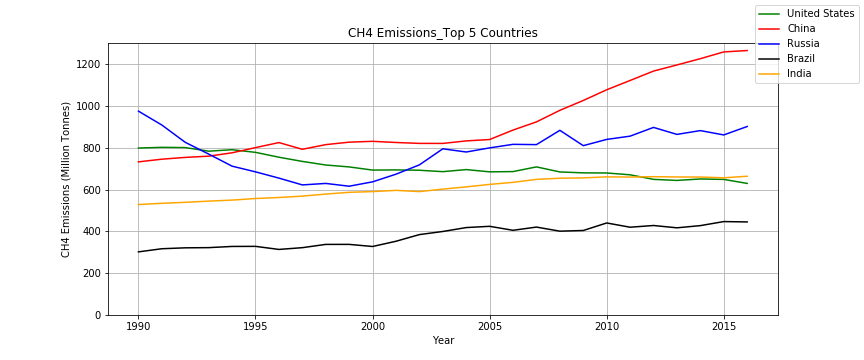 CH4 Emissions_Top 5 Countries
United States
China
Russia
Brazil
India
CH4 Emissions (Million Tonnes)
1200
1000
800
600
400
200
0
1990
1995
2000
2005
2010
2015
Year